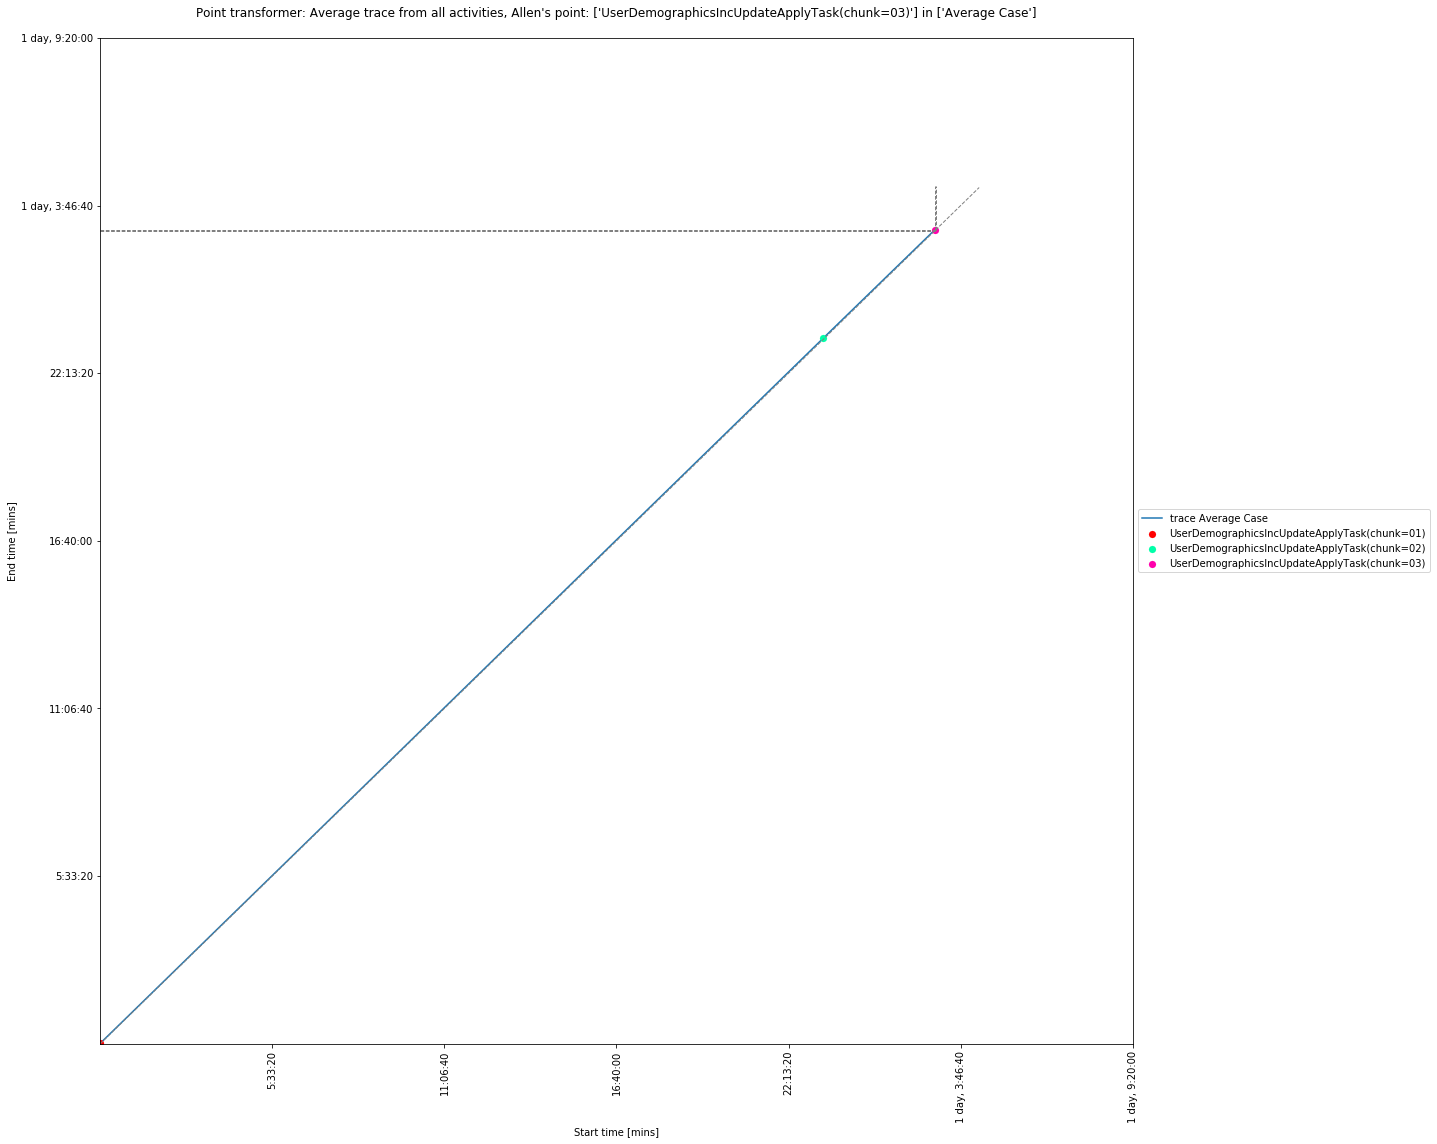 Point transformer: Average trace from all activities, Allen's point: ['UserDemographicsIncUpdateApplyTask(chunk=03)'] in ['Average Case']
1 day, 9:20:00
1 day, 3:46:40
22:13:20
16:40:00
11:06:40
5:33:20
End time [mins]
trace Average Case
UserDemographicsIncUpdateApplyTask(chunk=01)
UserDemographicsIncUpdateApplyTask(chunk=02)
UserDemographicsIncUpdateApplyTask(chunk=03)
5:33:20
11:06:40
16:40:00
22:13:20
1 day, 3:46:40
1 day, 9:20:00
Start time [mins]